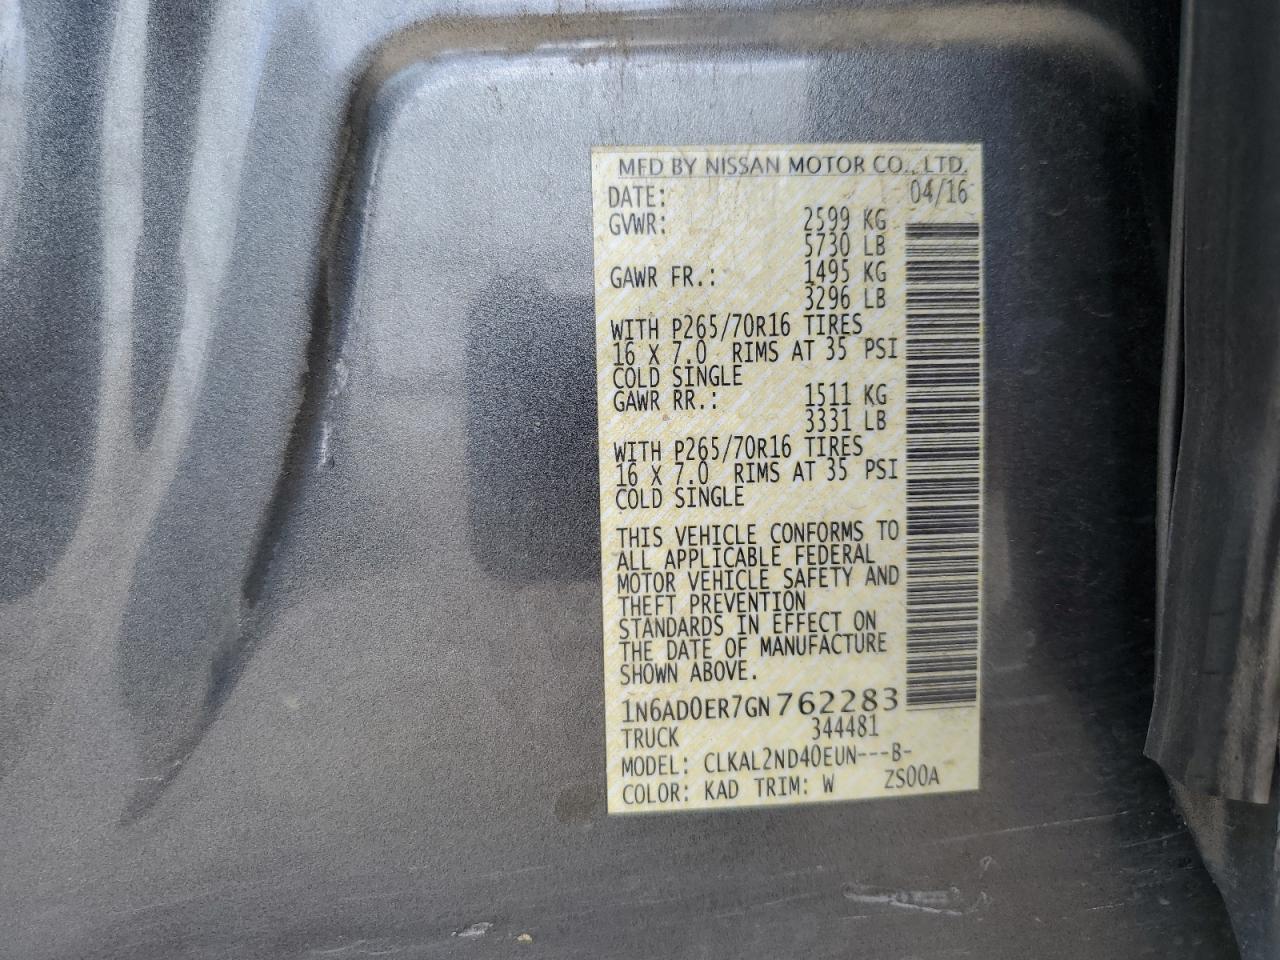 MFD BY NISSAN MOTOR CO., LTD.
DATE: 04/16
GVWR: 2599 KG
5730 LB
GAWR FR.: 1495 KG
3296 LB
WITH P265/70R16 TIRES
16 X 7.0 RIMS AT 35 PSI
COLD SINGLE
GAWR RR.: 1511 KG
3331 LB
WITH P265/70R16 TIRES
16 X 7.0 RIMS AT 35 PSI
COLD SINGLE
THIS VEHICLE CONFORMS TO
ALL APPLICABLE FEDERAL
MOTOR VEHICLE SAFETY AND
THEFT PREVENTION
STANDARDS IN EFFECT ON
THE DATE OF MANUFACTURE
SHOWN ABOVE.
1N6AD0ER7GN762283
TRUCK 344481
MODEL: CLKAL2ND40EUN---B-
COLOR: KAD TRIM: W ZS00A